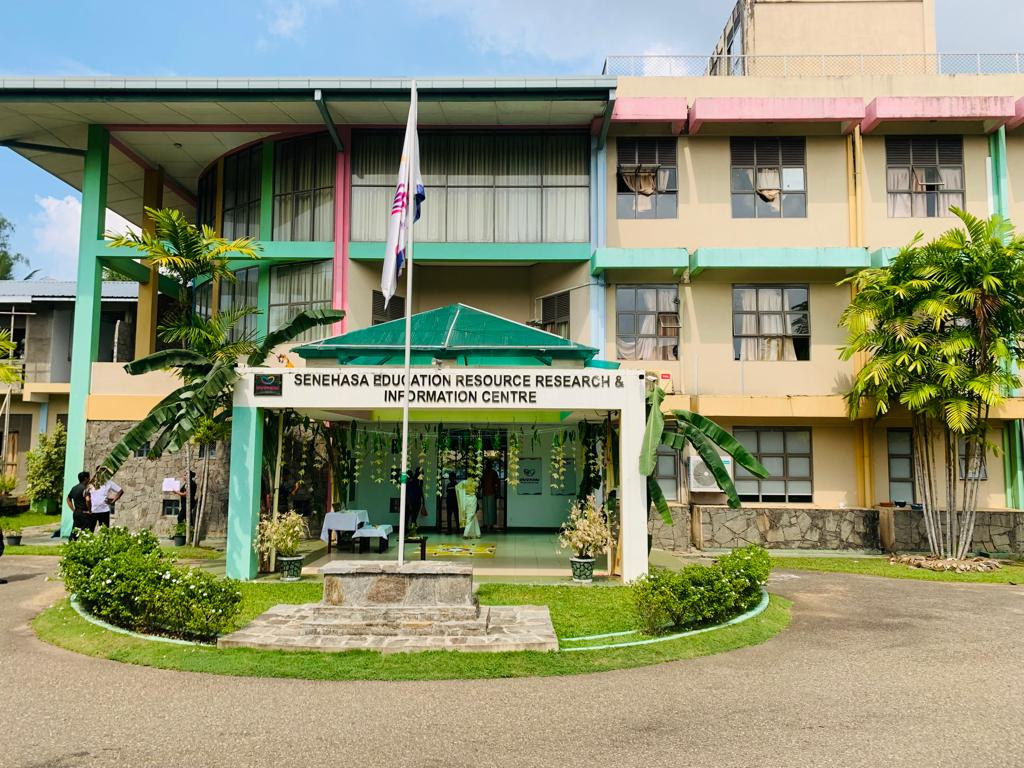 SENEHASA EDUCATION RESOURCE RESEARCH &
INFORMATION CENTRE